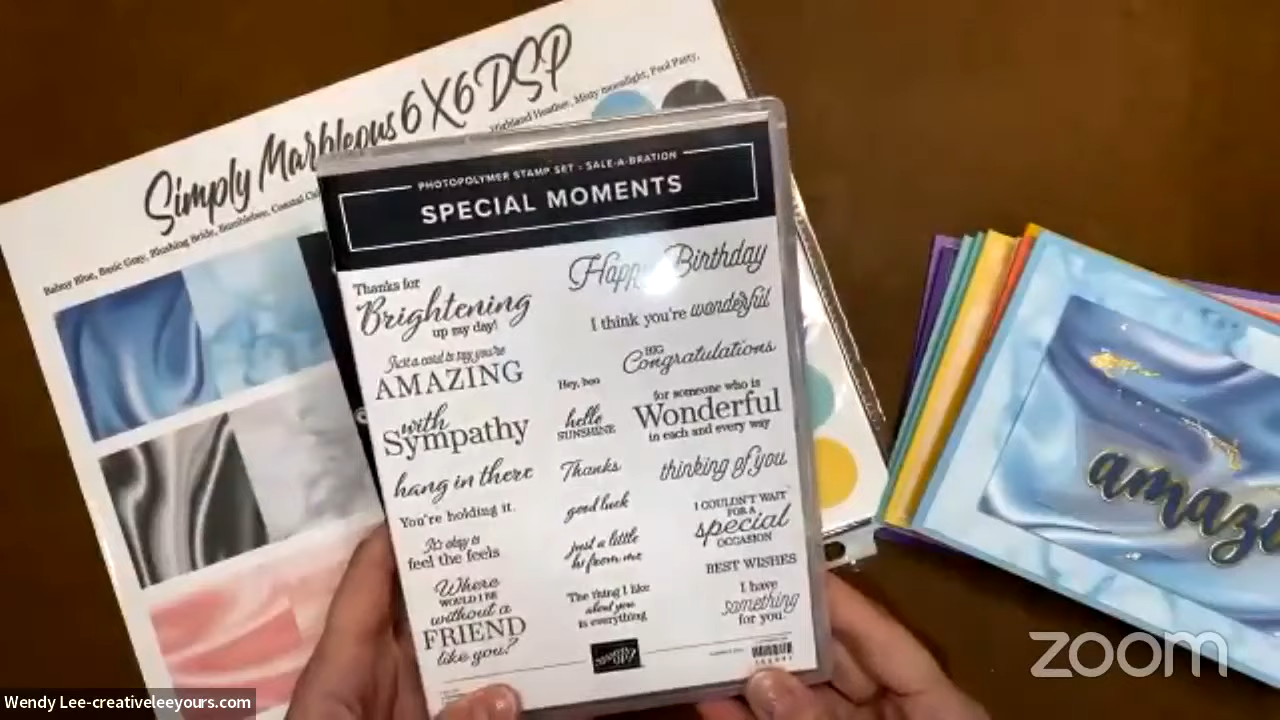 Simply Marbleous 6 X 6 DSP
Balmy Blue, Basic Gray, Blushing Bride, Bumblebee, Coastal
Highland Heather, Misty moonlight, Pool Party,
PHOTOPOLYMER STAMP SET • SALE-A-BRATION
SPECIAL MOMENTS
Thanks for
Brightening
up my day!
Just a card to say you're
AMAZING
with
Sympathy
hang in there
You're holding it.
It's okay to
feel the feels
Where
WOULD I BE
without a
FRIEND
like you?
Hey, boo
hello
SUNSHINE
Thanks
good luck
just a little
hi from me
The thing I like
about you
is everything
Happy Birthday
I think you're wonderful
BIG
Congratulations
for someone who is
Wonderful
in each and every way
thinking of you
I COULDN'T WAIT
FOR A
special
OCCASION
BEST WISHES
I have
something
for you.
STAMPIN' UP!
amazi
zoom
Wendy Lee-creativeleeyours.com